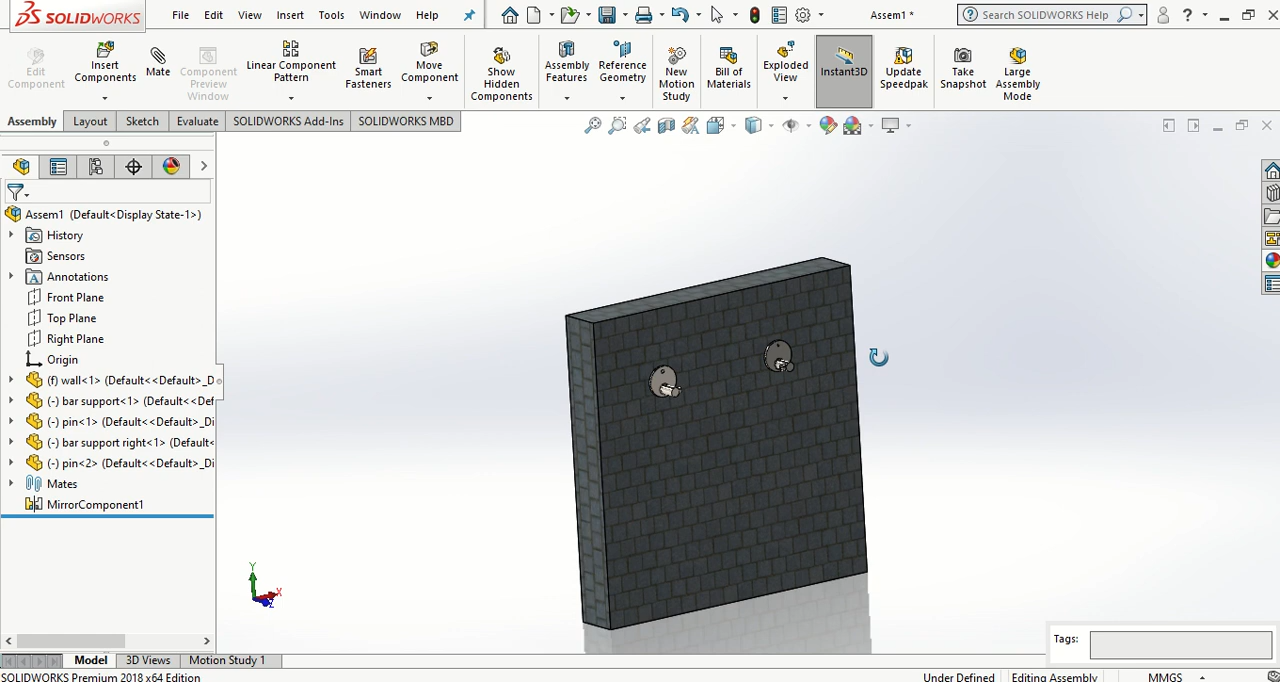 SOLIDWORKS
File Edit View Insert Tools Window Help
Assem1 *
Search SOLIDWORKS Help
?
Edit Component
Insert Components
Mate
Component Preview Window
Linear Component Pattern
Smart Fasteners
Move Component
Show Hidden Components
Assembly Features
Reference Geometry
New Motion Study
Bill of Materials
Exploded View
Instant3D
Update Speedpak
Take Snapshot
Large Assembly Mode
Assembly Layout Sketch Evaluate SOLIDWORKS Add-Ins SOLIDWORKS MBD
Assem1 (Default<Display State-1>)
History
Sensors
Annotations
Front Plane
Top Plane
Right Plane
Origin
(f) wall<1> (Default<<Default>_D
(-) bar support<1> (Default<<Def
(-) pin<1> (Default<<Default>_Di
(-) bar support right<1> (Default<
(-) pin<2> (Default<<Default>_Di
Mates
MirrorComponent1
Y
X
Z
Tags:
Model 3D Views Motion Study 1
SOLIDWORKS Premium 2018 x64 Edition
Under Defined Editing Assembly MMGS